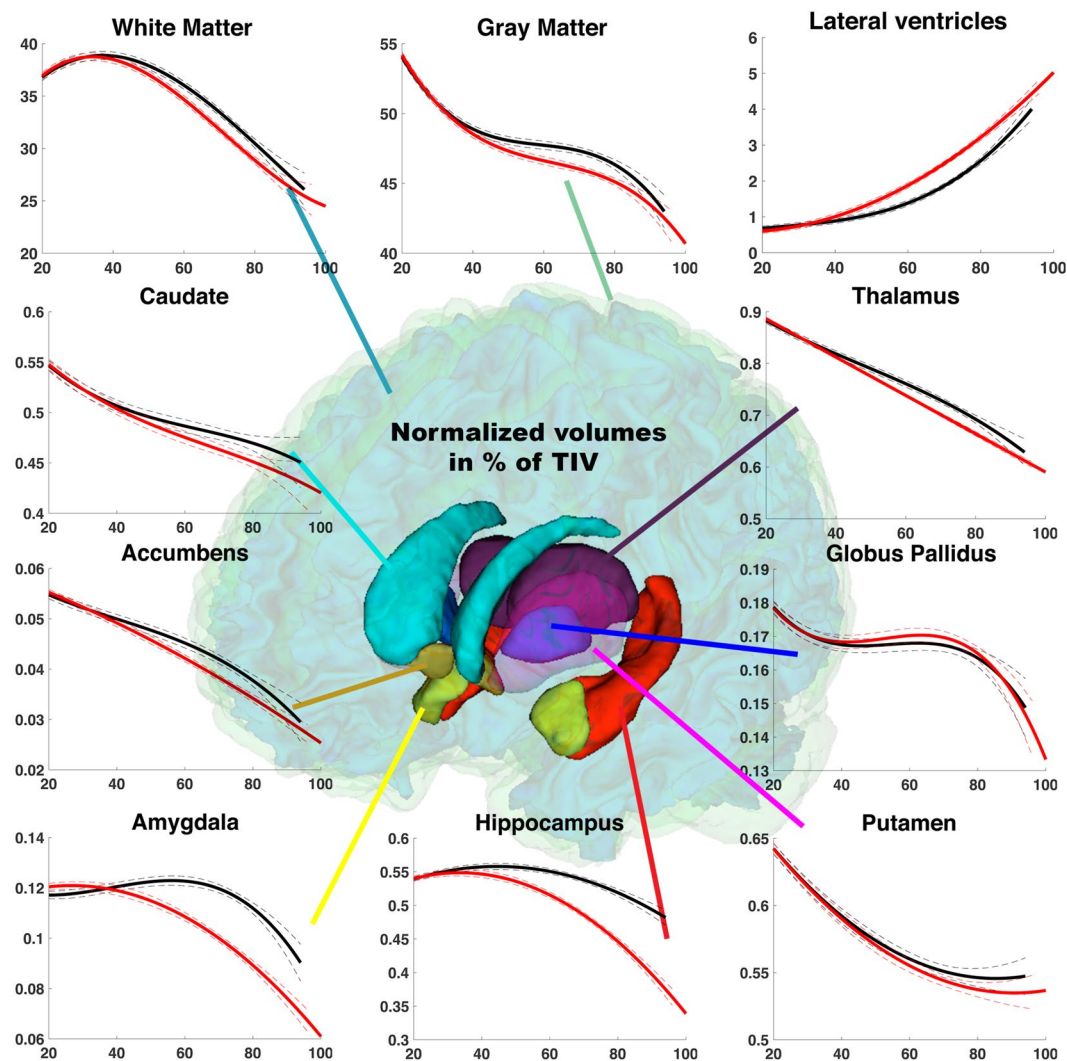 White Matter
40
35
30
25
20
20 40 60 80 100
Gray Matter
55
50
45
40
20 40 60 80 100
Lateral ventricles
6
5
4
3
2
1
0
20 40 60 80 100
Caudate
0.6
0.55
0.5
0.45
0.4
20 40 60 80 100
Normalized volumes
in % of TIV
Thalamus
0.9
0.8
0.7
0.6
0.5
20 40 60 80 100
Accumbens
0.06
0.05
0.04
0.03
0.02
20 40 60 80 100
Globus Pallidus
0.19
0.18
0.17
0.16
0.15
0.14
0.13
20 40 60 80 100
Amygdala
0.14
0.12
0.1
0.08
0.06
20 40 60 80 100
Hippocampus
0.6
0.55
0.5
0.45
0.4
0.35
0.3
20 40 60 80 100
Putamen
0.65
0.6
0.55
0.5
20 40 60 80 100